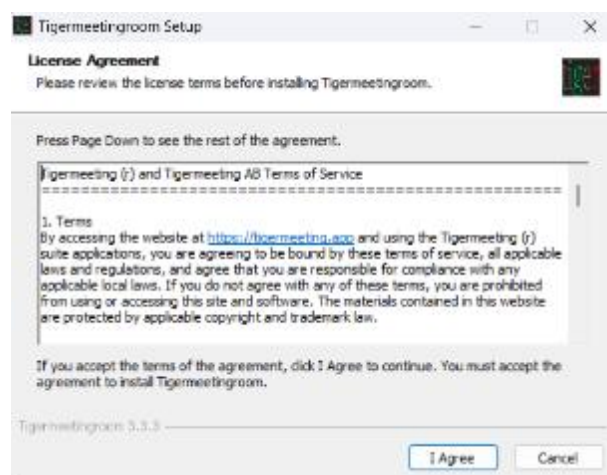 Tigermeetingroom Setup
License Agreement
Please review the license terms before installing Tigermeetingroom.
Press Page Down to see the rest of the agreement.
Tigermeeting (r) and Tigermeeting AB Terms of Service
==========================================================
1. Terms
By accessing the website at https://tigermeeting.app and using the Tigermeeting (r)
suite applications, you are agreeing to be bound by these terms of service, all applicable
laws and regulations, and agree that you are responsible for compliance with any
applicable local laws. If you do not agree with any of these terms, you are prohibited
from using or accessing this site and software. The materials contained in this website
are protected by applicable copyright and trademark law.
If you accept the terms of the agreement, click I Agree to continue. You must accept the
agreement to install Tigermeetingroom.
Tigermeetingroom 3.3.3
I Agree
Cancel